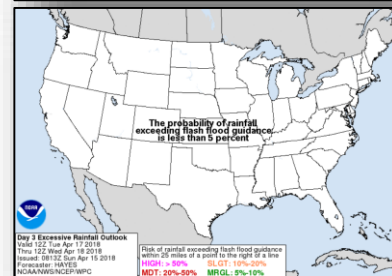 The probability of rainfall
exceeding flash flood guidance
is less than 5 percent
NOAA
Day 3 Excessive Rainfall Outlook
Valid 12Z Tue Apr 17 2018
Thru 12Z Wed Apr 18 2018
Issued: 0813Z Sun Apr 15 2018
Forecaster: HAYES
NOAA/NWS/NCEP/WPC
Risk of rainfall exceeding flash flood guidance
within 25 miles of a point to the right of a line
HIGH: > 50% SLGT: 10%-20%
MDT: 20%-50% MRGL: 5%-10%